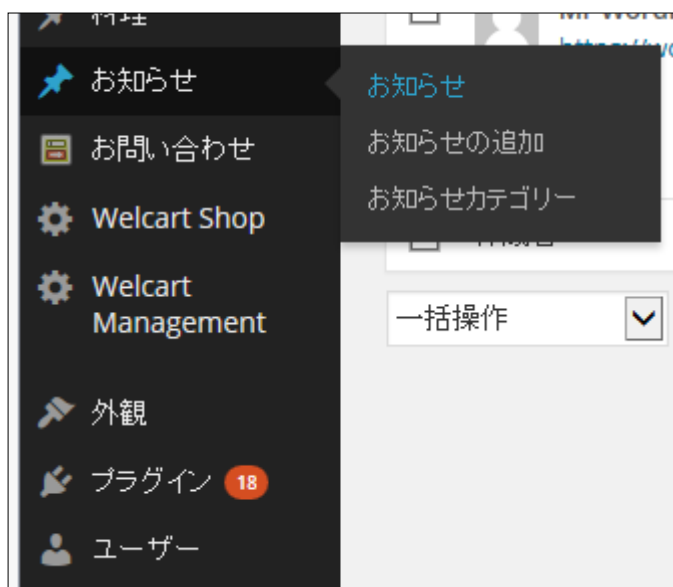 料理
お知らせ
お問い合わせ
Welcart Shop
Welcart
Management
外観
プラグイン 18
ユーザー
お知らせ
お知らせの追加
お知らせカテゴリー
一括操作